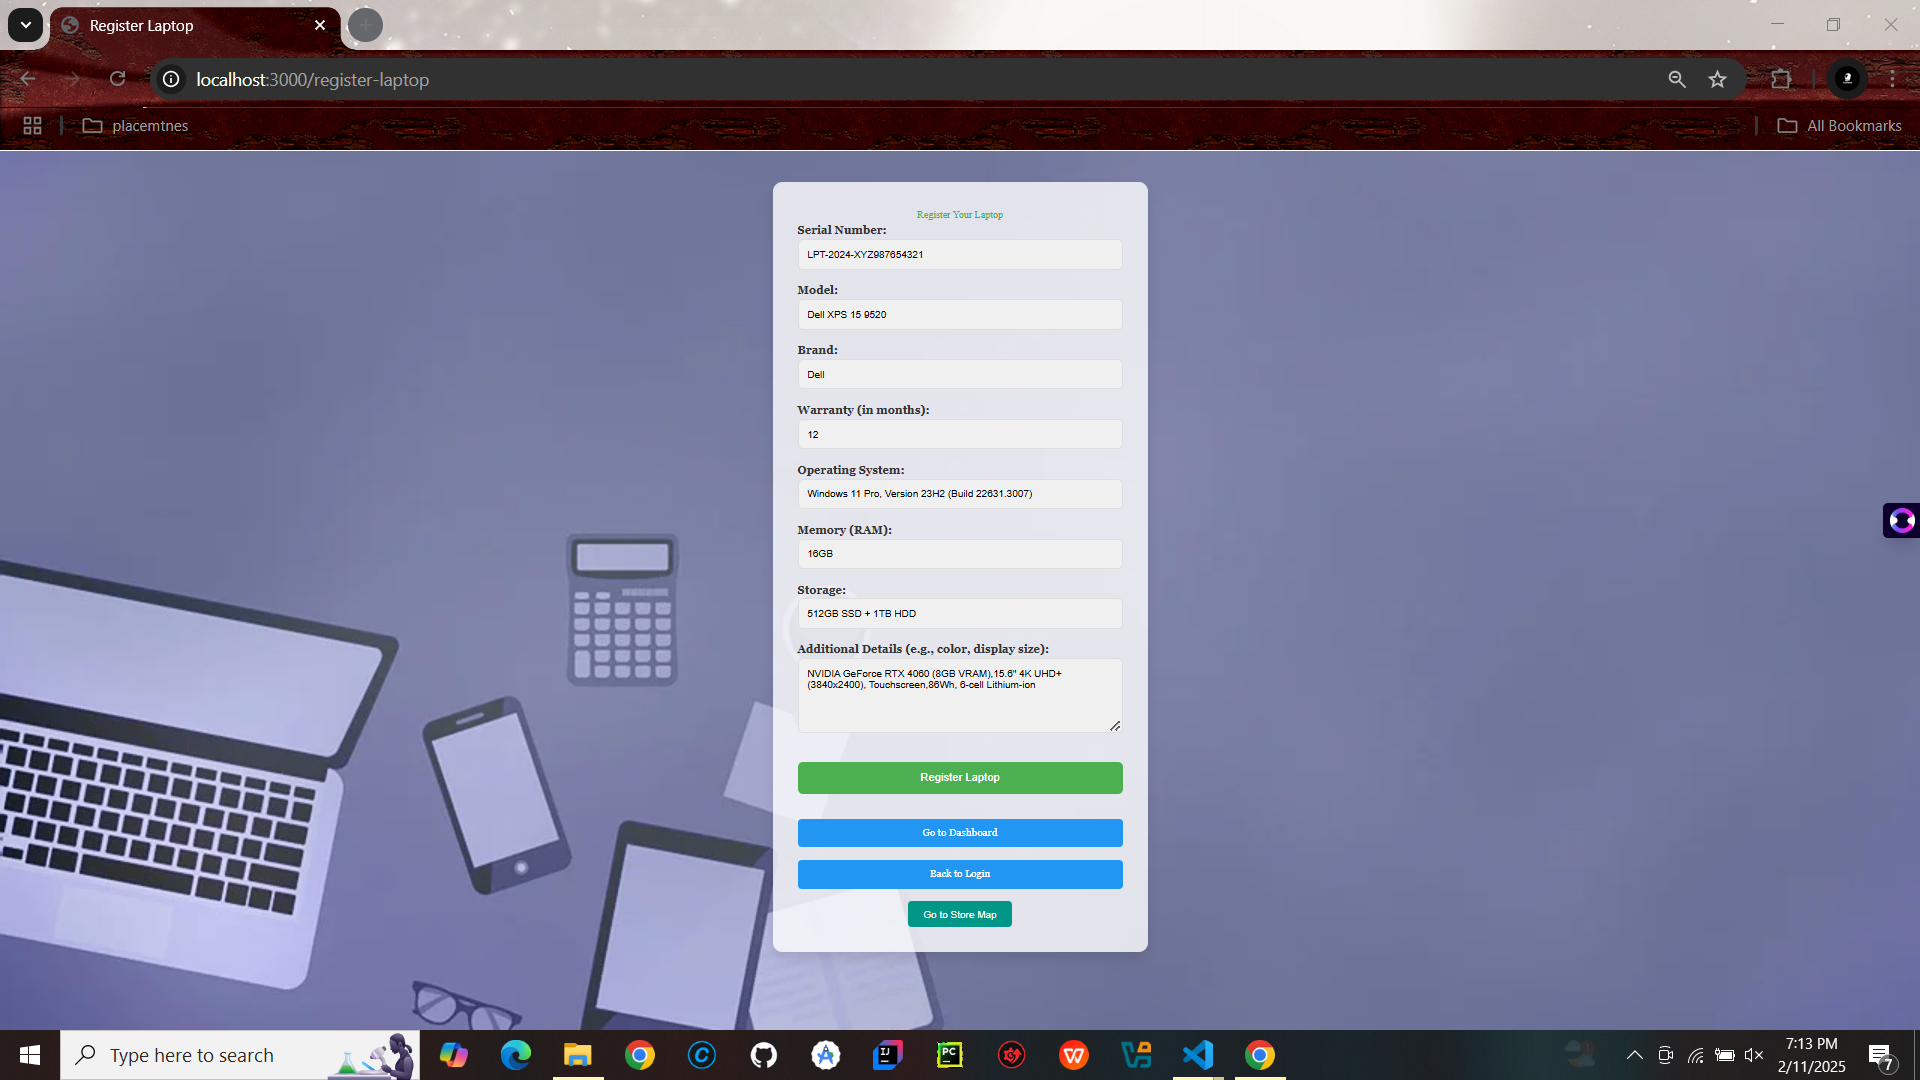 Register Laptop
localhost:3000/register-laptop
placemtnes
All Bookmarks
Register Your Laptop
Serial Number:
LPT-2024-XYZ987654321
Model:
Dell XPS 15 9520
Brand:
Dell
Warranty (in months):
12
Operating System:
Windows 11 Pro, Version 23H2 (Build 22631.3007)
Memory (RAM):
16GB
Storage:
512GB SSD + 1TB HDD
Additional Details (e.g., color, display size):
NVIDIA GeForce RTX 4060 (8GB VRAM),15.6" 4K UHD+
(3840x2400), Touchscreen,86Wh, 6-cell Lithium-ion
Register Laptop
Go to Dashboard
Back to Login
Go to Store Map
Type here to search
IJ
PC
7:13 PM
2/11/2025
7